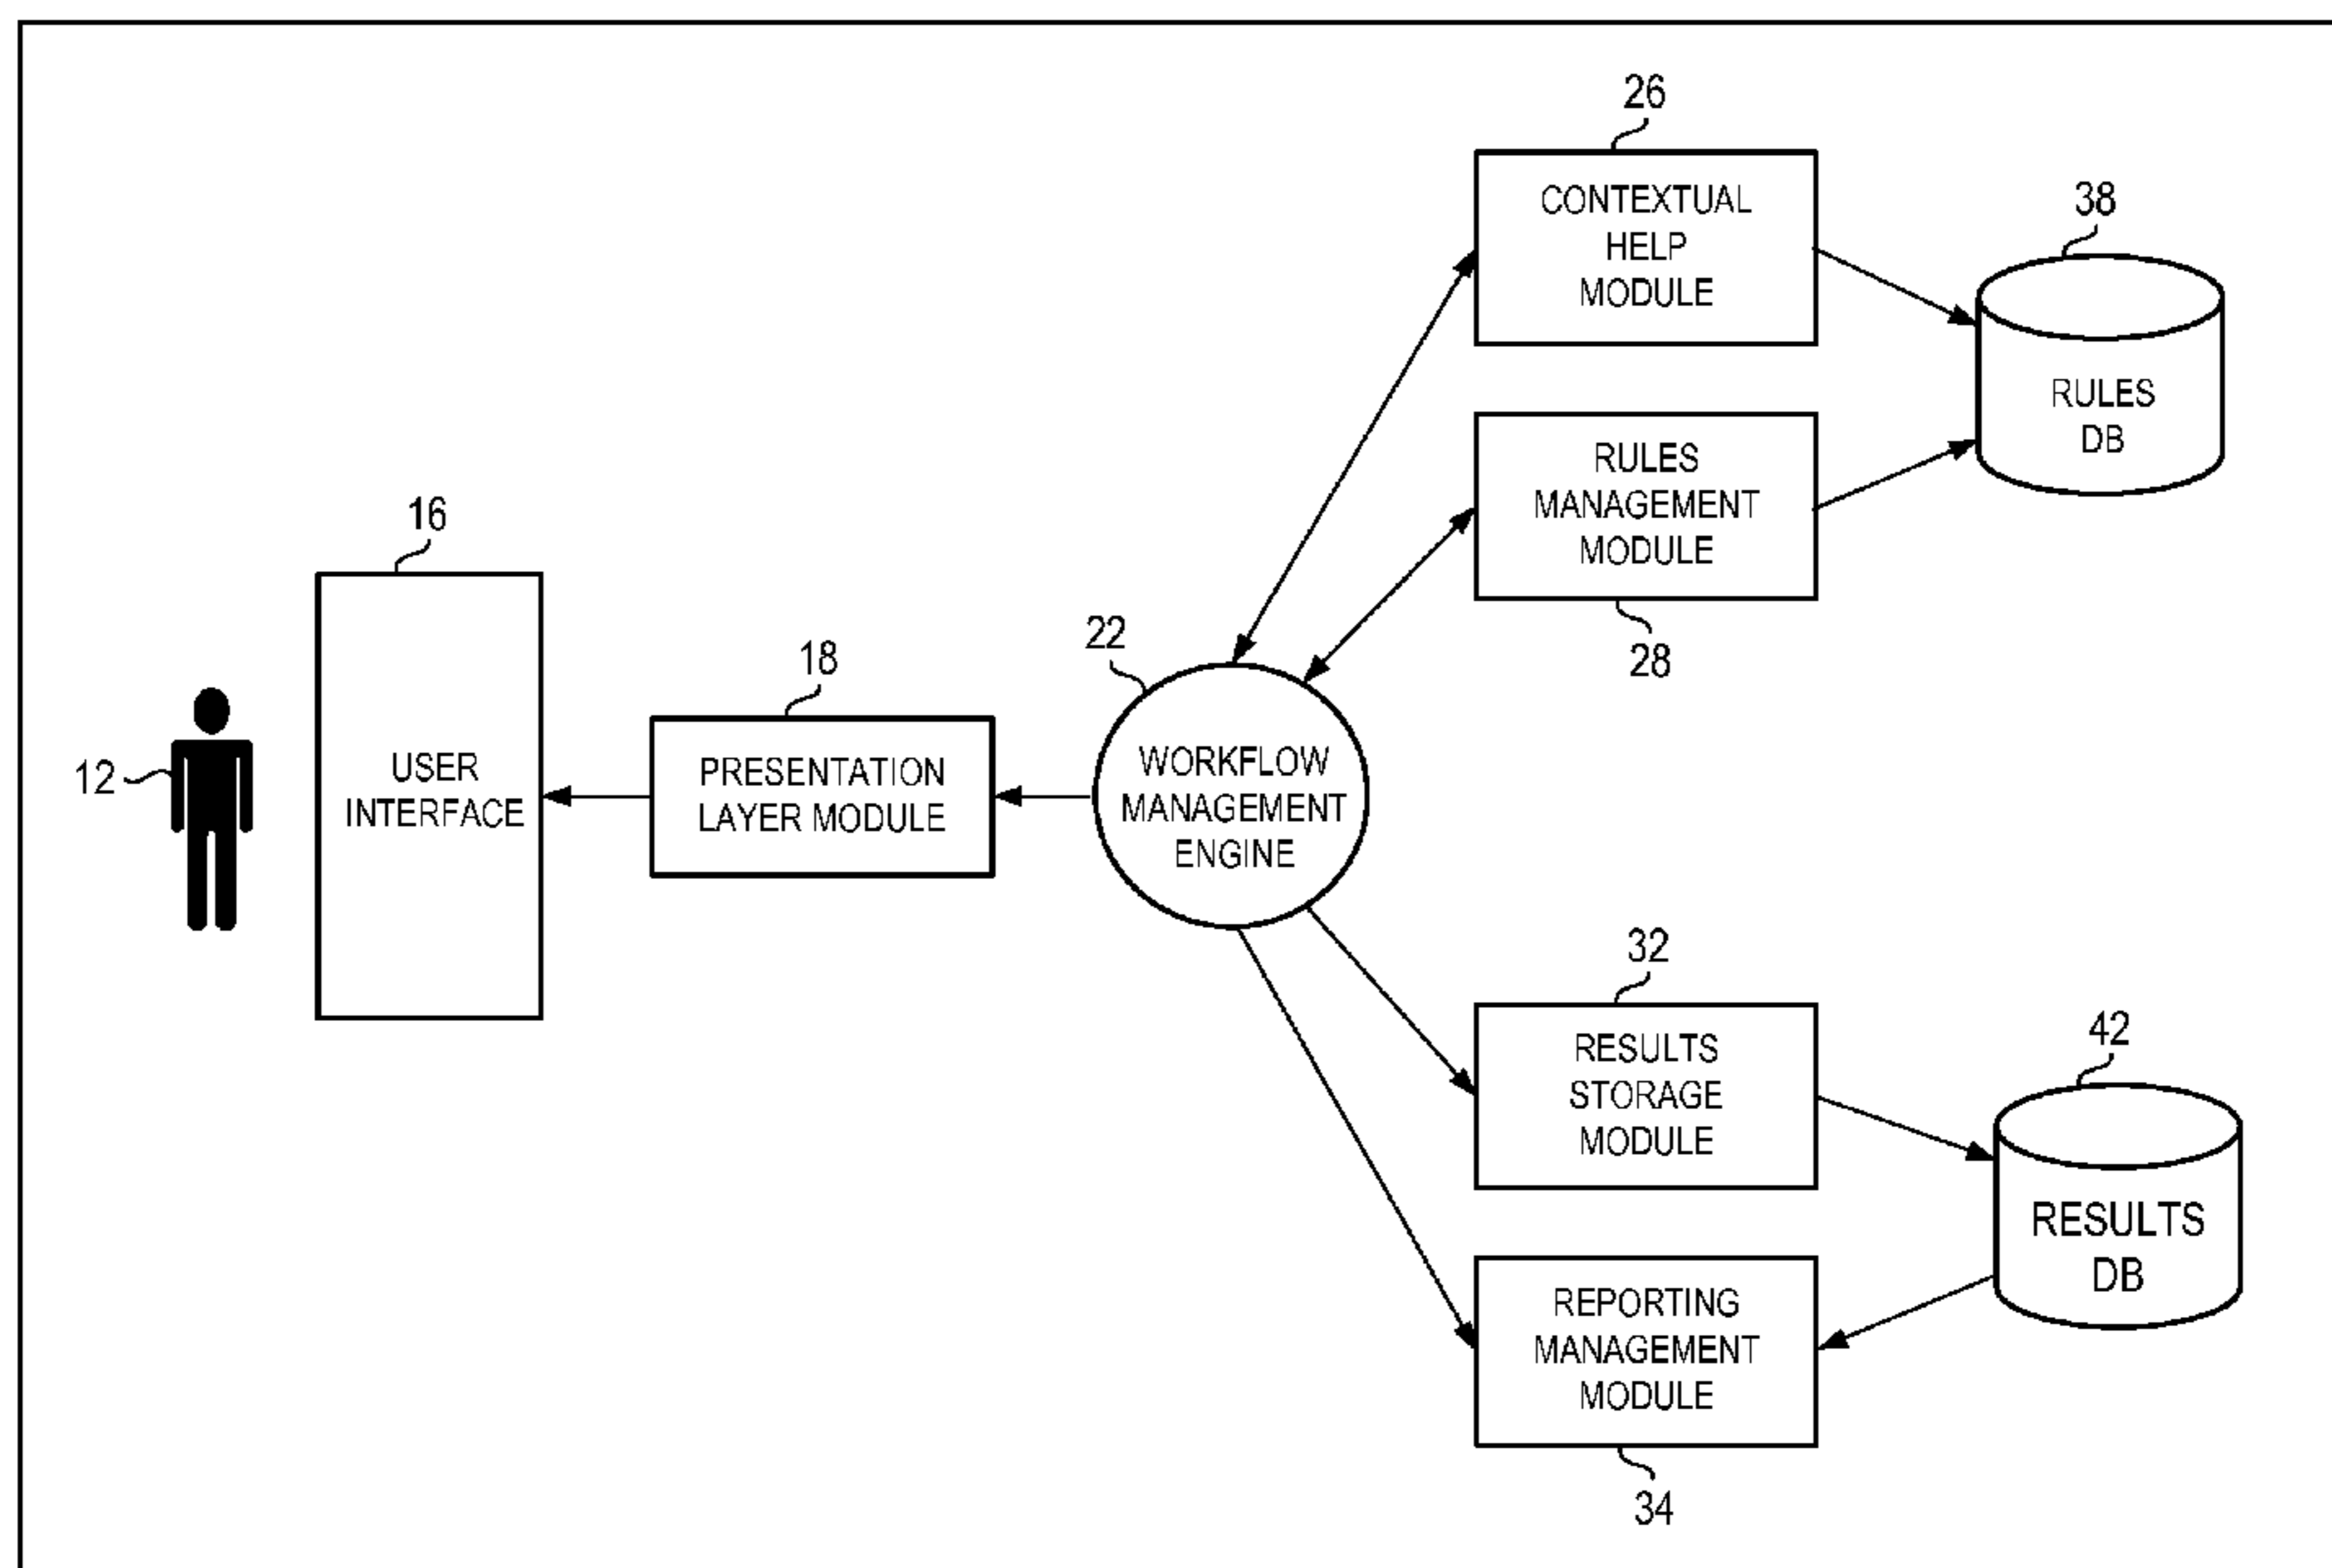 26
CONTEXTUAL
HELP
MODULE
38
RULES
DB
RULES
MANAGEMENT
MODULE
28
16
USER
INTERFACE
12
18
PRESENTATION
LAYER MODULE
22
WORKFLOW
MANAGEMENT
ENGINE
32
RESULTS
STORAGE
MODULE
42
RESULTS
DB
REPORTING
MANAGEMENT
MODULE
34